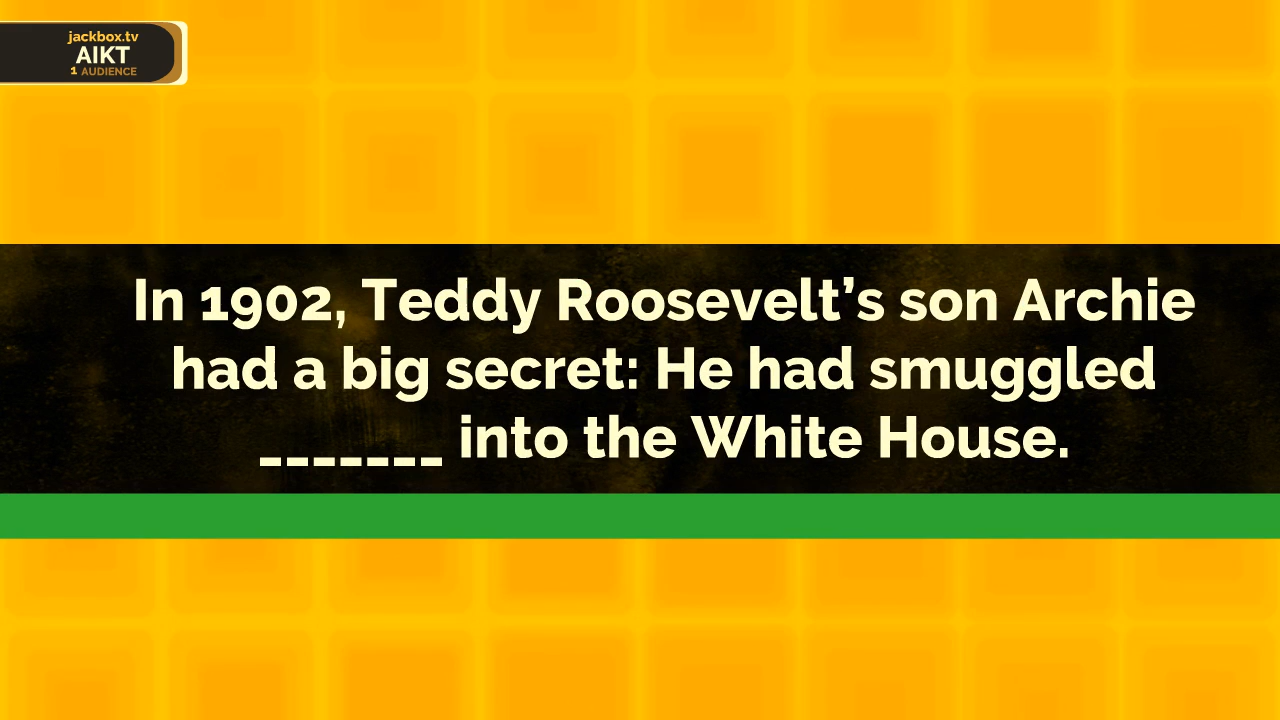 jackbox.tv
AIKT
1 AUDIENCE
In 1902, Teddy Roosevelt’s son Archie
had a big secret: He had smuggled
_______ into the White House.